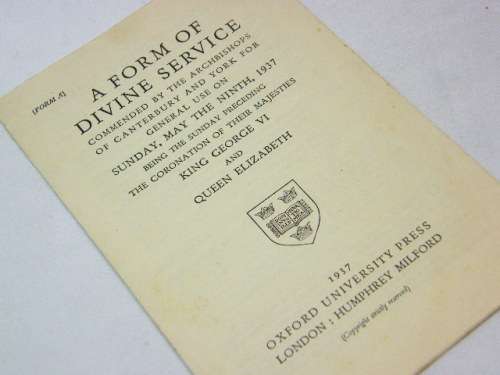 [FORM A]
A FORM OF
DIVINE SERVICE
COMMENDED BY THE ARCHBISHOPS
OF CANTERBURY AND YORK FOR
GENERAL USE ON
SUNDAY, MAY THE NINTH, 1937
BEING THE SUNDAY PRECEDING
THE CORONATION OF THEIR MAJESTIES
KING GEORGE VI
AND
QUEEN ELIZABETH
1937
OXFORD UNIVERSITY PRESS
LONDON : HUMPHREY MILFORD
(Copyright strictly reserved)